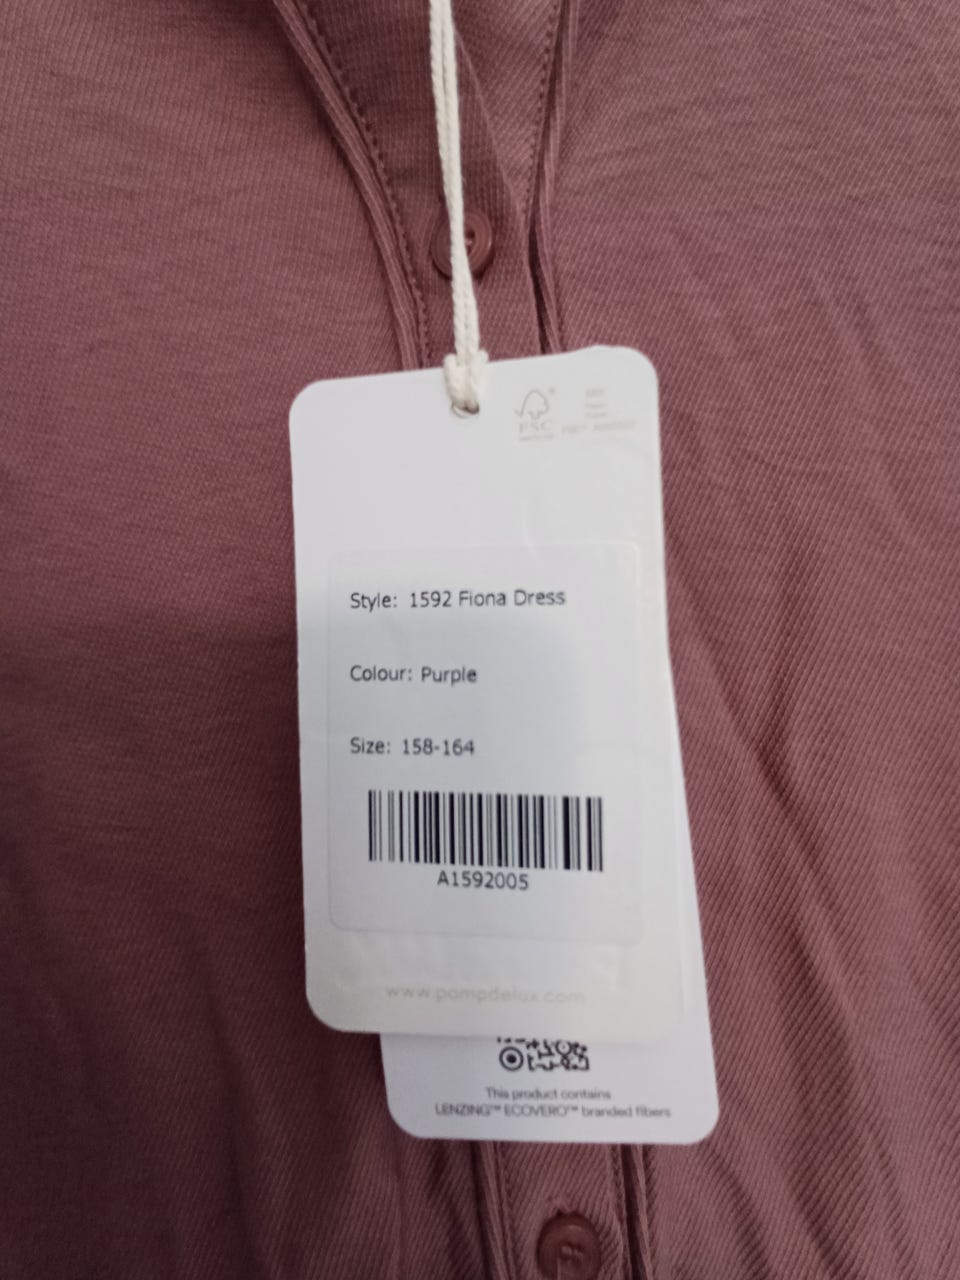 FSC
Style: 1592 Fiona Dress
Colour: Purple
Size: 158-164
A1592005
www.pompdelux.com
This product contains
LENZING™ ECOVERO™ branded fibers